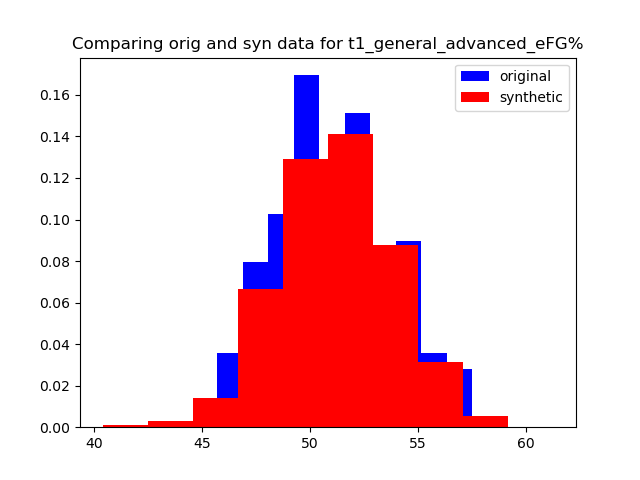 Comparing orig and syn data for t1_general_advanced_eFG%
original
synthetic
0.16
0.14
0.12
0.10
0.08
0.06
0.04
0.02
0.00
40 45 50 55 60